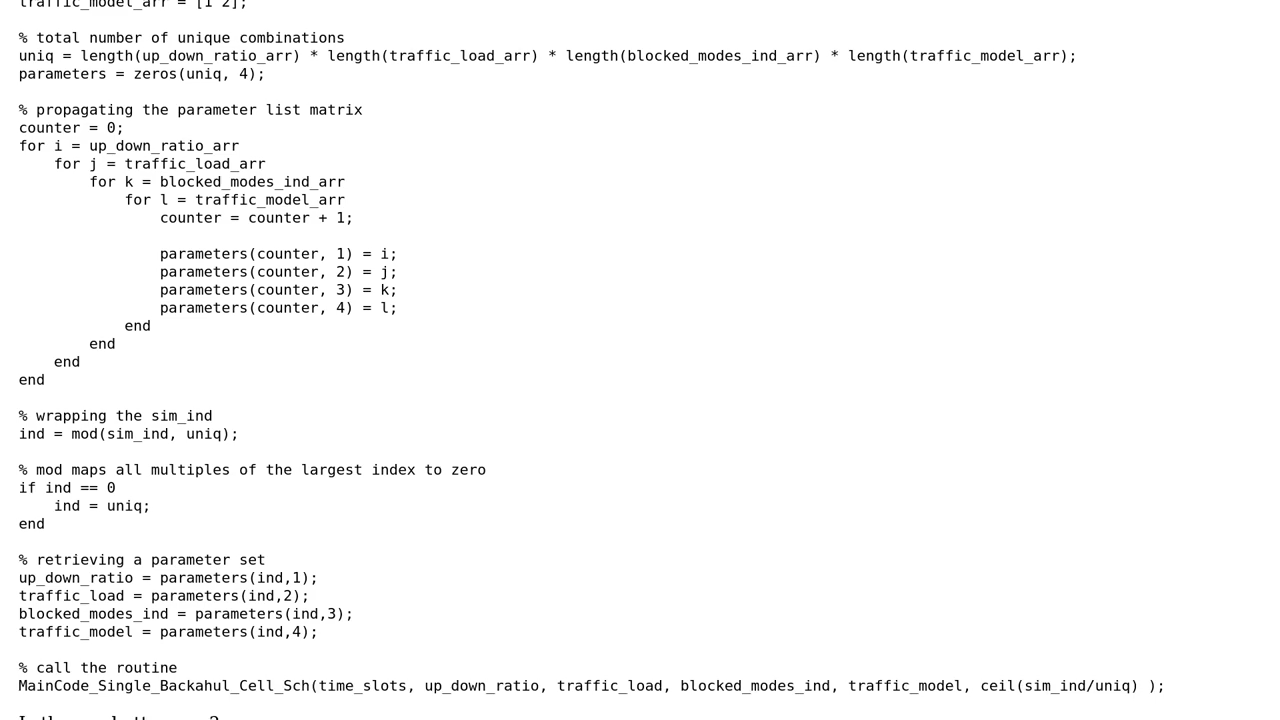 traffic_model_arr = [1 2];

% total number of unique combinations
uniq = length(up_down_ratio_arr) * length(traffic_load_arr) * length(blocked_modes_ind_arr) * length(traffic_model_arr);
parameters = zeros(uniq, 4);

% propagating the parameter list matrix
counter = 0;
for i = up_down_ratio_arr
    for j = traffic_load_arr
        for k = blocked_modes_ind_arr
            for l = traffic_model_arr
                counter = counter + 1;

                parameters(counter, 1) = i;
                parameters(counter, 2) = j;
                parameters(counter, 3) = k;
                parameters(counter, 4) = l;
            end
        end
    end
end

% wrapping the sim_ind
ind = mod(sim_ind, uniq);

% mod maps all multiples of the largest index to zero
if ind == 0
    ind = uniq;
end

% retrieving a parameter set
up_down_ratio = parameters(ind,1);
traffic_load = parameters(ind,2);
blocked_modes_ind = parameters(ind,3);
traffic_model = parameters(ind,4);

% call the routine
MainCode_Single_Backahul_Cell_Sch(time_slots, up_down_ratio, traffic_load, blocked_modes_ind, traffic_model, ceil(sim_ind/uniq) );